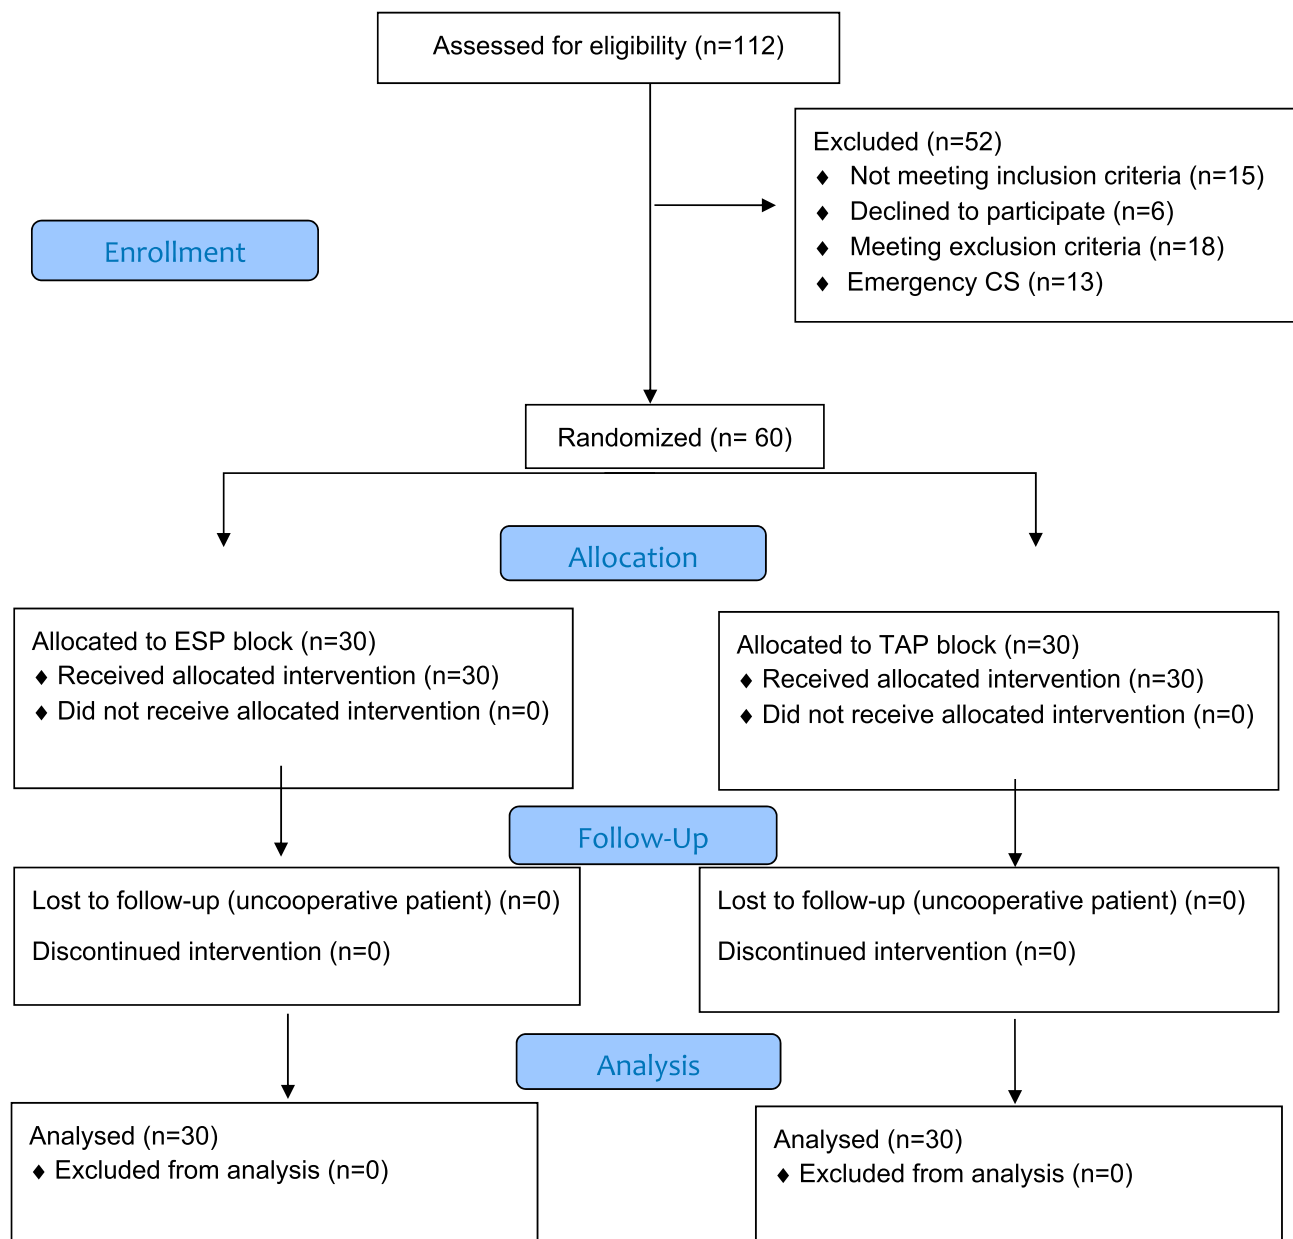 Assessed for eligibility (n=112)
Excluded (n=52)
♦ Not meeting inclusion criteria (n=15)
♦ Declined to participate (n=6)
♦ Meeting exclusion criteria (n=18)
♦ Emergency CS (n=13)
Enrollment
Randomized (n= 60)
Allocation
Allocated to ESP block (n=30)
♦ Received allocated intervention (n=30)
♦ Did not receive allocated intervention (n=0)
Allocated to TAP block (n=30)
♦ Received allocated intervention (n=30)
♦ Did not receive allocated intervention (n=0)
Follow-Up
Lost to follow-up (uncooperative patient) (n=0)
Discontinued intervention (n=0)
Lost to follow-up (uncooperative patient) (n=0)
Discontinued intervention (n=0)
Analysis
Analysed (n=30)
♦ Excluded from analysis (n=0)
Analysed (n=30)
♦ Excluded from analysis (n=0)